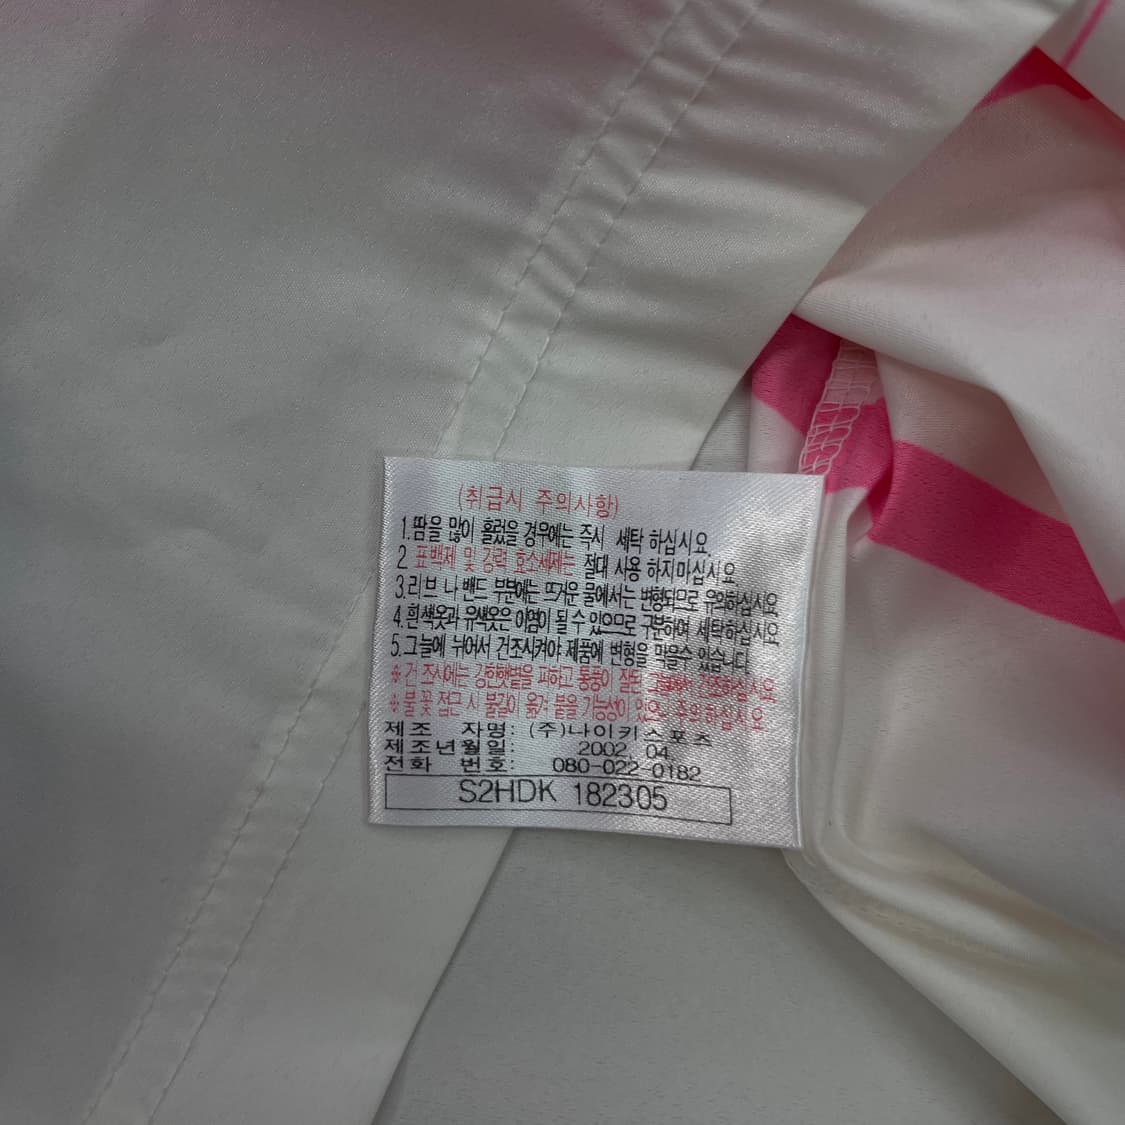 (취급시 주의사항)
1.땀을 많이 흘렸을 경우에는 즉시 세탁 하십시요.
2 표백제 및 강력 효소세제는 절대 사용 하지마십시요
3.리브 나 밴드 부분에는 뜨거운 물에서는 변형되므로 유의하십시요
4.흰색옷과 유색옷은 이염이 될 수 있으므로 구분하여 세탁하십시요
5.그늘에 뉘어서 건조시켜야 제품에 변형을 막을수 있습니다
※건 조시에는 강한햇볕을 피하고 통풍이 잘된 그늘에서 건조하십시요
※불 꽃 접근 시 불길이 옮겨 붙을 가능성이 있으니 주의하십시요
제조 자명: (주)나이키스포츠
제조년월일: 2002. 04
전화 번호: 080-022-0182
S2HDK 182305